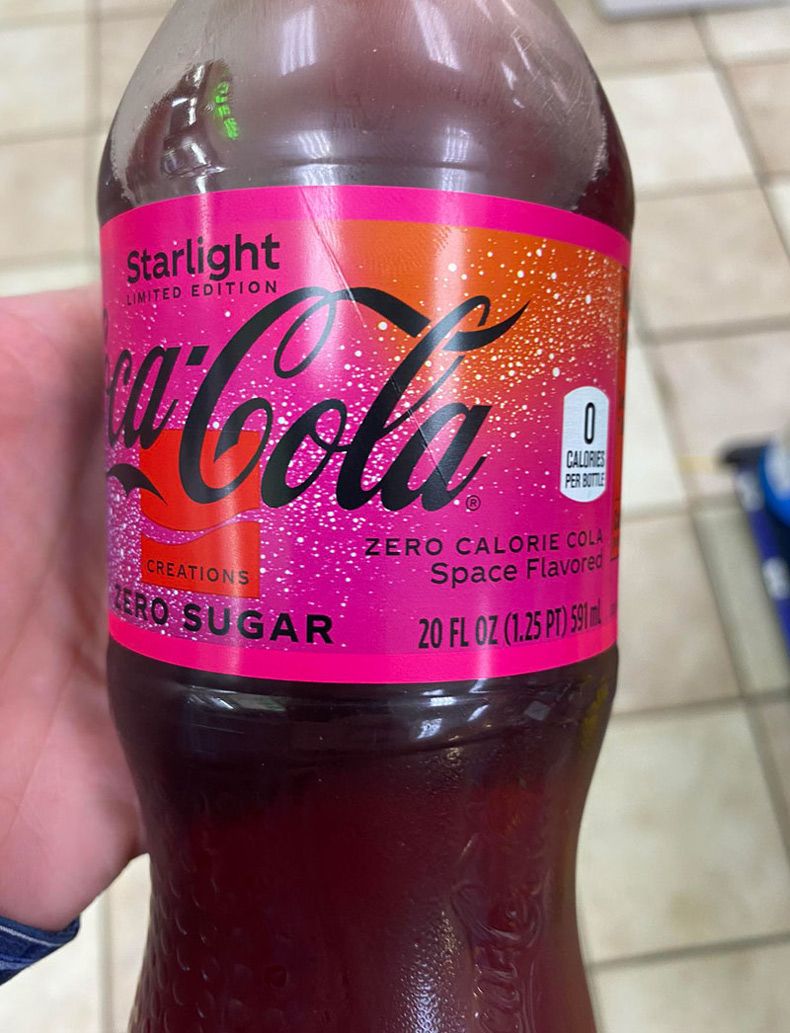 Starlight
LIMITED EDITION
ca-Cola
®
0
CALORIES
PER BOTTLE
CREATIONS
ZERO CALORIE COLA
Space Flavored
ZERO SUGAR
20 FL OZ (1.25 PT) 591 mL